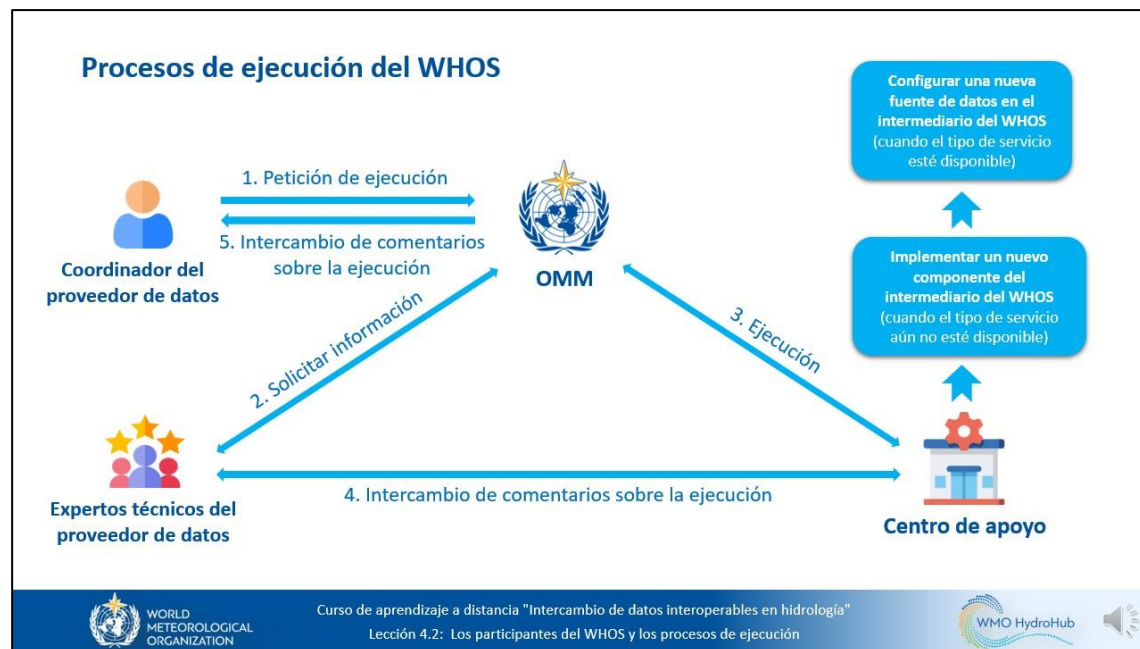 Procesos de ejecución del WHOS
1. Petición de ejecución
5. Intercambio de comentarios
sobre la ejecución
Coordinador del
proveedor de datos
OMM
2. Solicitar información
3. Ejecución
Configurar una nueva
fuente de datos en el
intermediario del WHOS
(cuando el tipo de servicio
esté disponible)
Implementar un nuevo
componente del
intermediario del WHOS
(cuando el tipo de servicio
aún no esté disponible)
4. Intercambio de comentarios sobre la ejecución
Expertos técnicos del
proveedor de datos
Centro de apoyo
WORLD
METEOROLOGICAL
ORGANIZATION
Curso de aprendizaje a distancia "Intercambio de datos interoperables en hidrología"
Lección 4.2: Los participantes del WHOS y los procesos de ejecución
WMO HydroHub